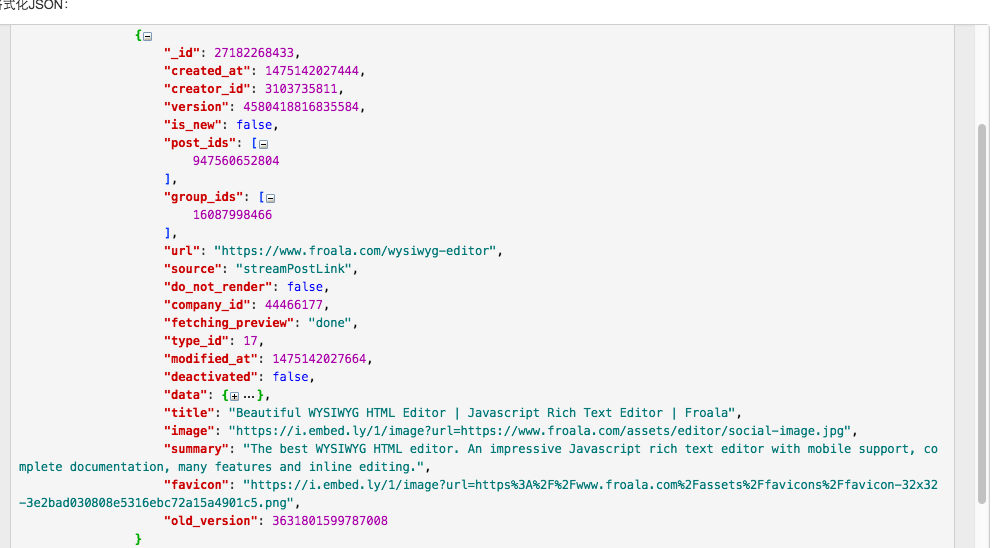 式化JSON：
{
"_id": 27182268433,
"created_at": 1475142027444,
"creator_id": 3103735811,
"version": 4580418816835584,
"is_new": false,
"post_ids": [
947560652804
],
"group_ids": [
16087998466
],
"url": "https://www.froala.com/wysiwyg-editor",
"source": "streamPostLink",
"do_not_render": false,
"company_id": 44466177,
"fetching_preview": "done",
"type_id": 17,
"modified_at": 1475142027664,
"deactivated": false,
"data": {...},
"title": "Beautiful WYSIWYG HTML Editor | Javascript Rich Text Editor | Froala",
"image": "https://i.embed.ly/1/image?url=https://www.froala.com/assets/editor/social-image.jpg",
"summary": "The best WYSIWYG HTML editor. An impressive Javascript rich text editor with mobile support, co
mplete documentation, many features and inline editing.",
"favicon": "https://i.embed.ly/1/image?url=https%3A%2F%2Fwww.froala.com%2Fassets%2Ffavicons%2Ffavicon-32x32
-3e2bad030808e5316ebc72a15a4901c5.png",
"old_version": 3631801599787008
}